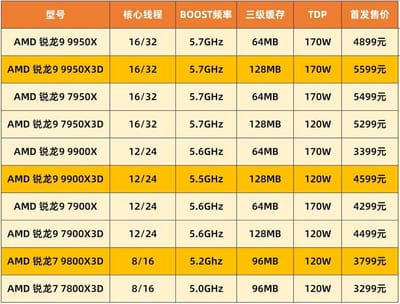 型号 核心线程 BOOST频率 三级缓存 TDP 首发售价
AMD 锐龙9 9950X 16/32 5.7GHz 64MB 170W 4899元
AMD 锐龙9 9950X3D 16/32 5.7GHz 128MB 170W 5599元
AMD 锐龙9 7950X 16/32 5.7GHz 64MB 170W 5499元
AMD 锐龙9 7950X3D 16/32 5.7GHz 128MB 120W 5299元
AMD 锐龙9 9900X 12/24 5.6GHz 64MB 120W 3399元
AMD 锐龙9 9900X3D 12/24 5.5GHz 128MB 120W 4599元
AMD 锐龙9 7900X 12/24 5.6GHz 64MB 170W 4299元
AMD 锐龙9 7900X3D 12/24 5.6GHz 128MB 120W 4499元
AMD 锐龙7 9800X3D 8/16 5.2Ghz 96MB 120W 3799元
AMD 锐龙7 7800X3D 8/16 5.0GHz 96MB 120W 3299元